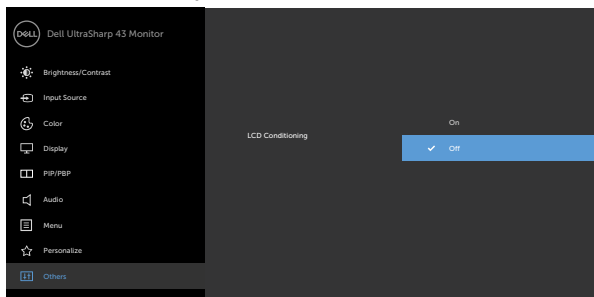 DELL Dell UltraSharp 43 Monitor
Brightness/Contrast
Input Source
Color
Display
PIP/PBP
Audio
Menu
Personalize
Others
LCD Conditioning
On
Off